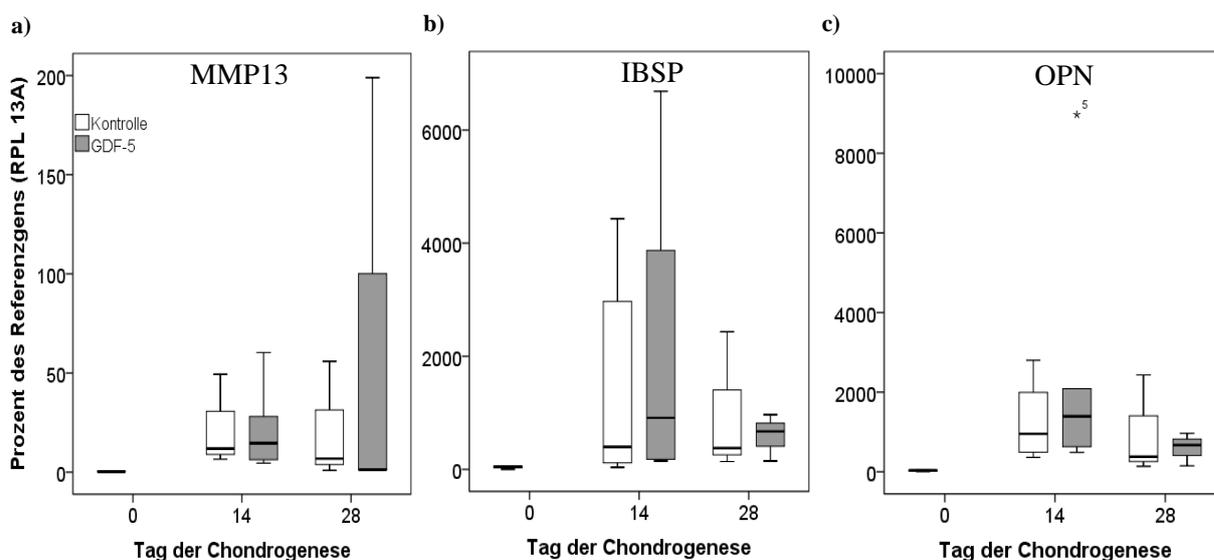 a)
MMP13
Prozent des Referenzgens (RPL 13A)
200
150
100
50
0
Kontrolle
GDF-5
0 14 28
Tag der Chondrogenese
b)
IBSP
6000
4000
2000
0
0 14 28
Tag der Chondrogenese
c)
OPN
10000
8000
6000
4000
2000
0
* 5
0 14 28
Tag der Chondrogenese